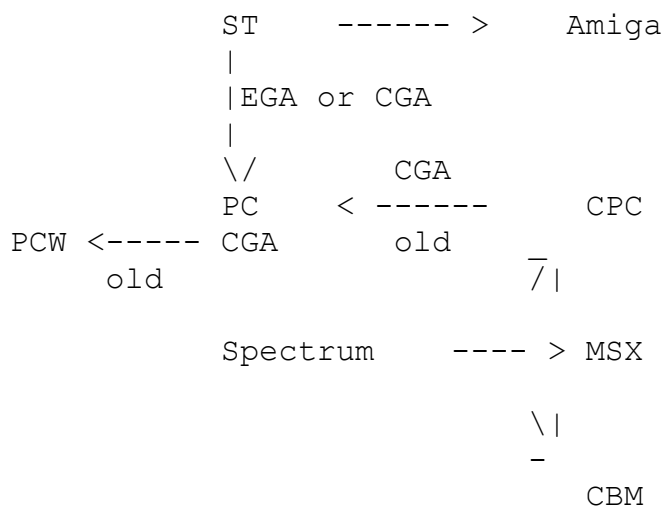 ST ------ > Amiga
|
|EGA or CGA
|
\/ CGA
PC < ------ CPC
PCW <----- CGA old _
old /|
Spectrum ---- > MSX
\|
-
CBM